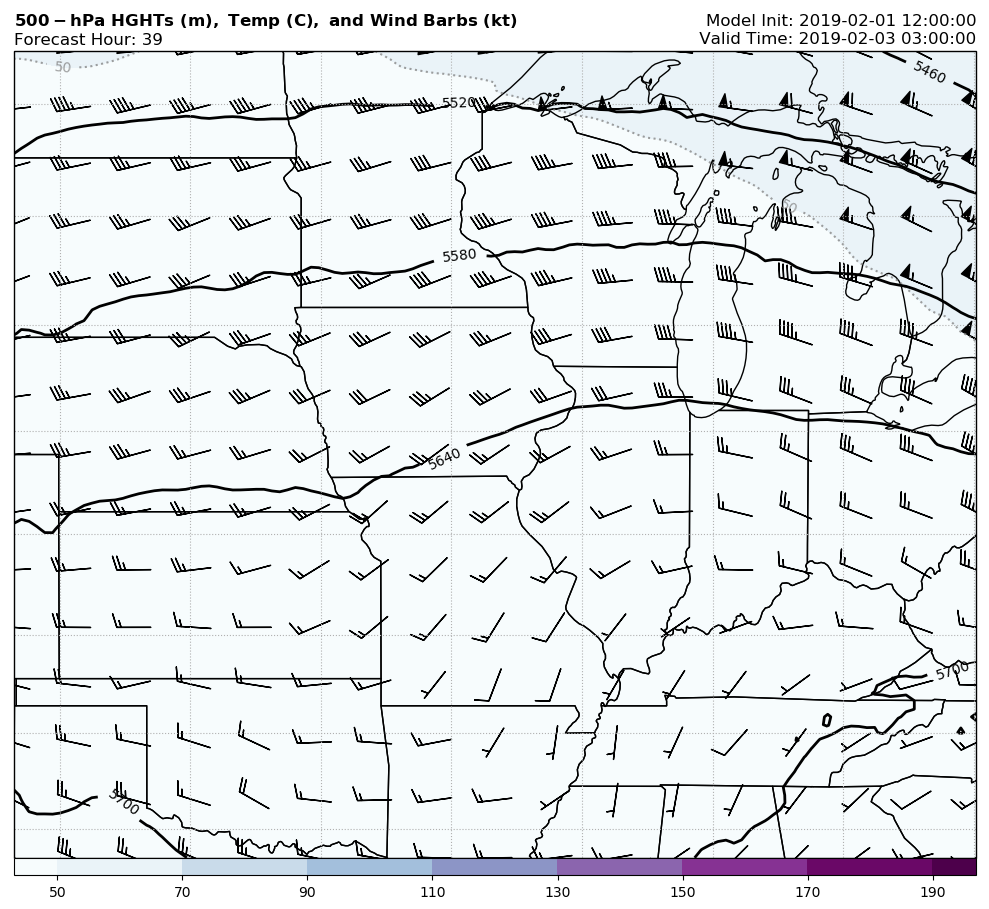 500-hPa HGHTs (m), Temp (C), and Wind Barbs (kt)
Model Init: 2019-02-01 12:00:00
Forecast Hour: 39
Valid Time: 2019-02-03 03:00:00
50
5460
5520
50
5580
5640
5700
5700
50 70 90 110 130 150 170 190